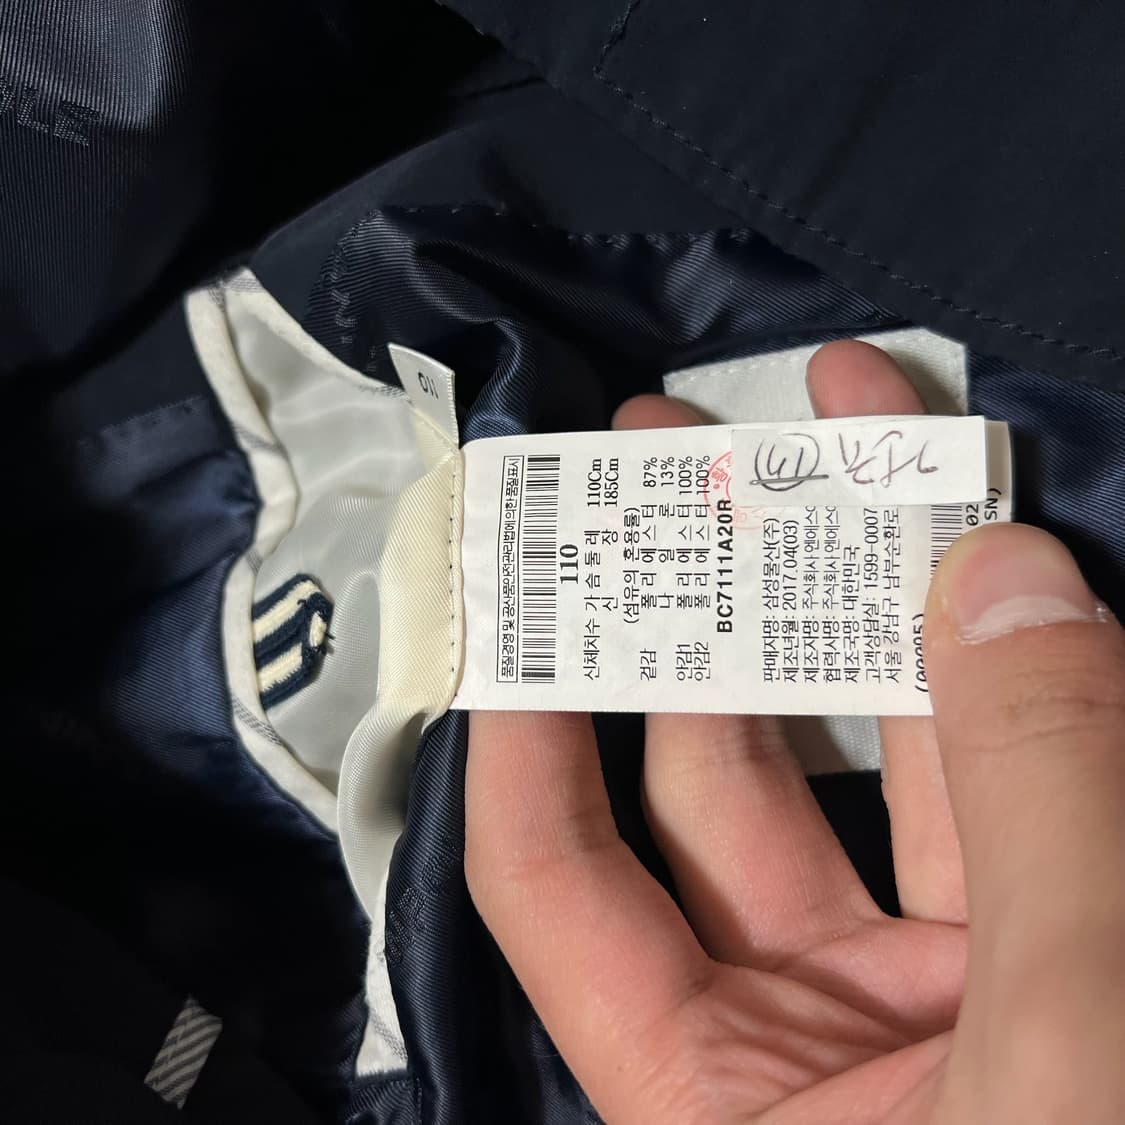 품질경영 및 공산품안전관리법에 의한 품질표시
110
신체치수 가슴둘레 110Cm
신장 185Cm
(섬유의 혼용률)
겉감 폴리에스터 87%
나일론 13%
안감1 폴리에스터 100%
안감2 폴리에스터 100%
BC7111A20R
판매자명: 삼성물산(주)
제조년월: 2017.04(03)
제조자명: 주식회사 엔에스
협력사명: 주식회사 엔에스
제조국명: 대한민국
고객상담실: 1599-0007
서울 강남구 남부순환로
02
SN)
110